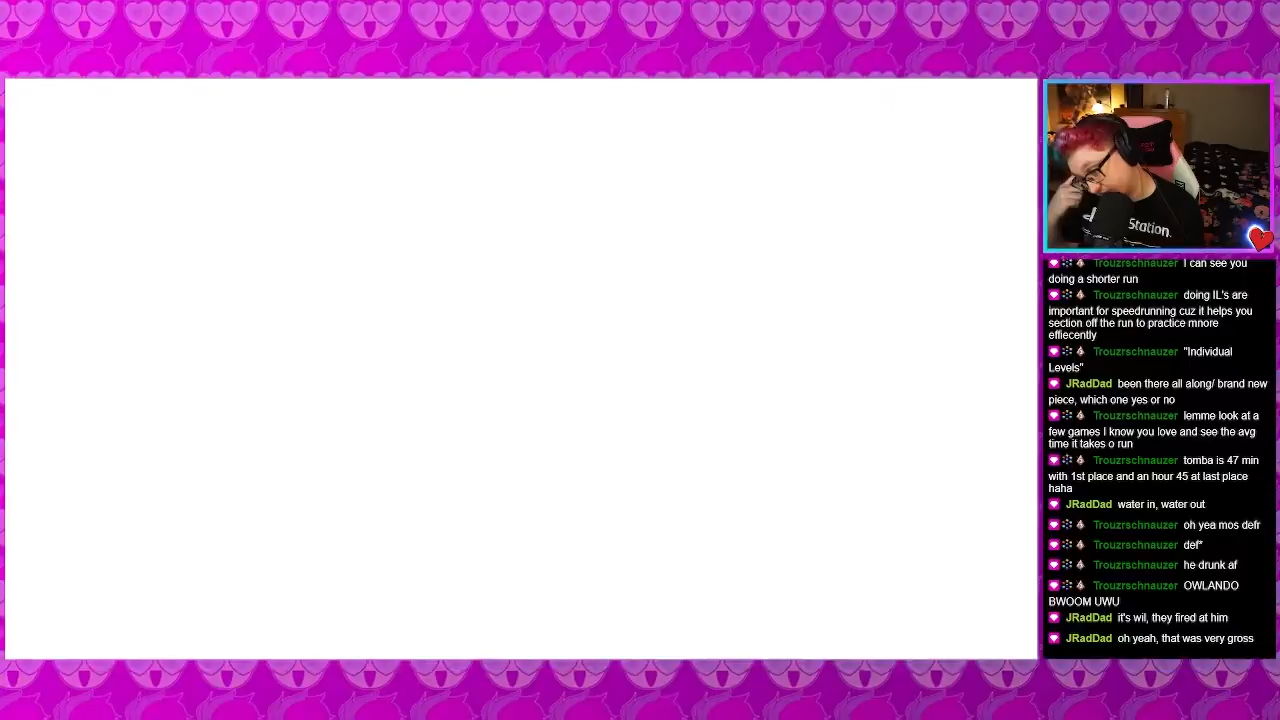 Station.
Trouzrschnauzer I can see you
doing a shorter run
Trouzrschnauzer doing IL's are
important for speedrunning cuz it helps you
section off the run to practice mnore
effiecently
Trouzrschnauzer "Individual
Levels"
JRadDad been there all along/ brand new
piece, which one yes or no
Trouzrschnauzer lemme look at a
few games I know you love and see the avg
time it takes o run
Trouzrschnauzer tomba is 47 min
with 1st place and an hour 45 at last place
haha
JRadDad water in, water out
Trouzrschnauzer oh yea mos defr
Trouzrschnauzer def*
Trouzrschnauzer he drunk af
Trouzrschnauzer OWLANDO
BWOOM UWU
JRadDad it's wil, they fired at him
JRadDad oh yeah, that was very gross